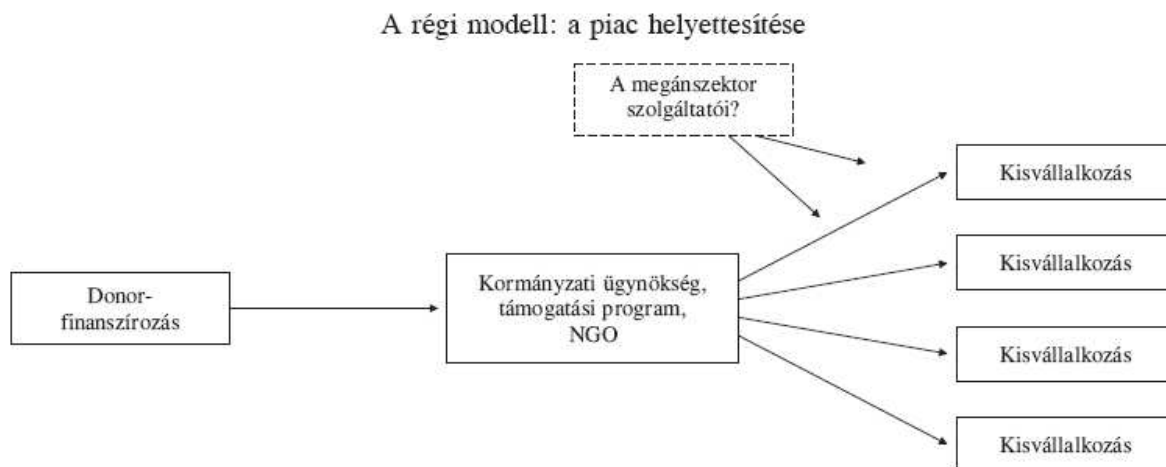 A régi modell: a piac helyettesítése
A megánszektor
szolgáltatói?
Kisvállalkozás
Kisvállalkozás
Donor-
finanszírozás
Kormányzati ügynökség,
támogatási program,
NGO
Kisvállalkozás
Kisvállalkozás